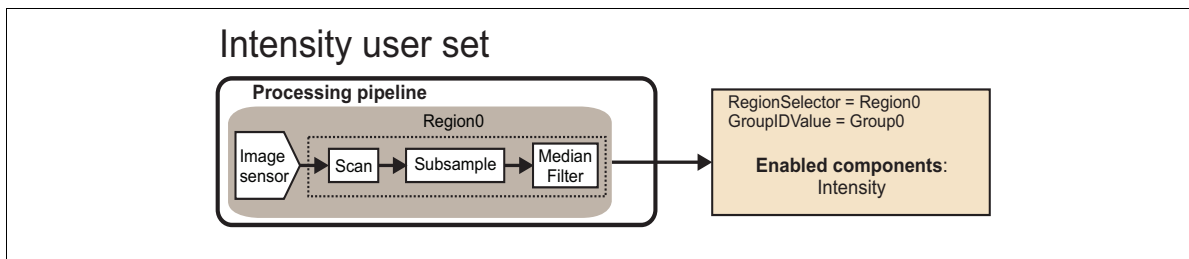 Intensity user set
Processing pipeline
Region0
Image
sensor
Scan
Subsample
Median
Filter
RegionSelector = Region0
GroupIDValue = Group0
Enabled components:
Intensity